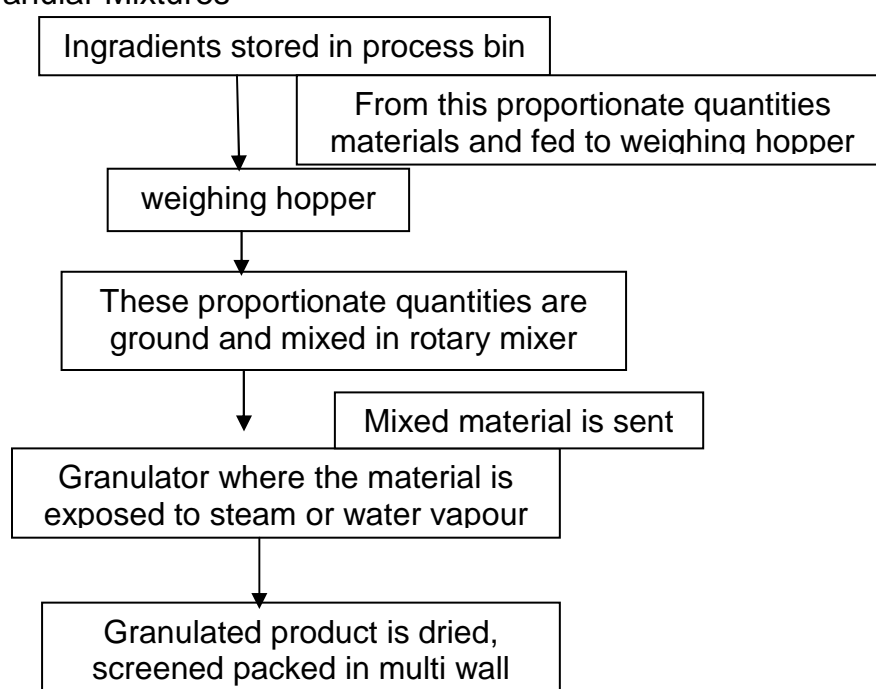 Mixtures
Ingradients stored in process bin
From this proportionate quantities
materials and fed to weighing hopper
weighing hopper
These proportionate quantities are
ground and mixed in rotary mixer
Mixed material is sent
Granulator where the material is
exposed to steam or water vapour
Granulated product is dried,
screened packed in multi wall